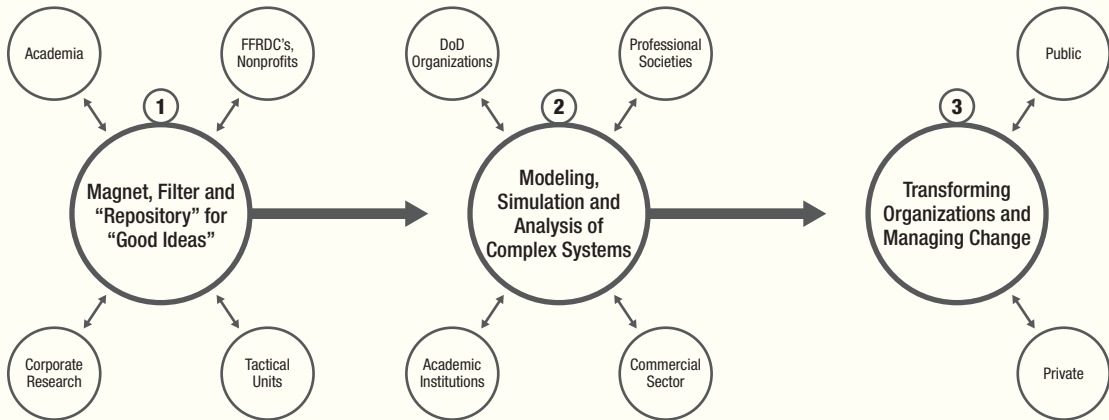 Academia
FFRDC's,
Nonprofits
DoD
Organizations
Professional
Societies
Public
1
2
3
Magnet, Filter and
“Repository” for
“Good Ideas”
Modeling,
Simulation and
Analysis of
Complex Systems
Transforming
Organizations and
Managing Change
Corporate
Research
Tactical
Units
Academic
Institutions
Commercial
Sector
Private